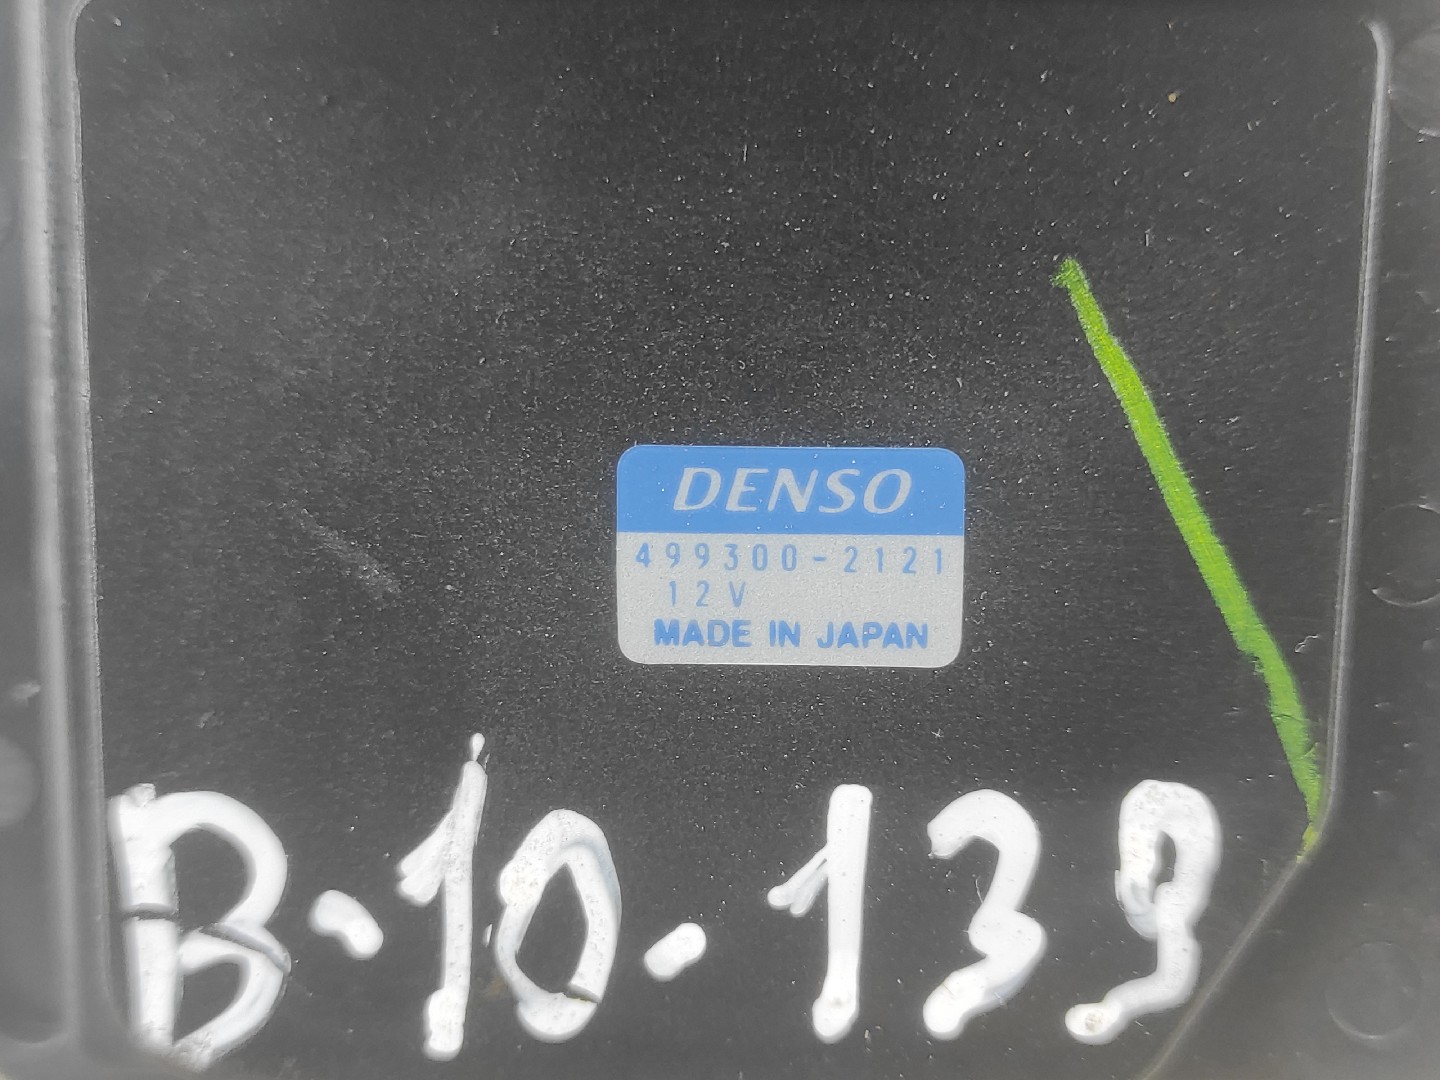 DENSO
499300-2121
12V
MADE IN JAPAN
B-10-139